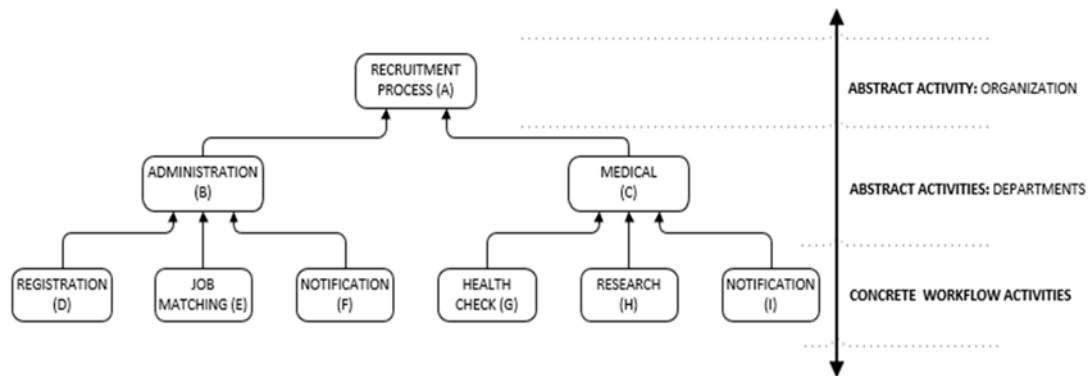 RECRUITMENT
PROCESS (A)
ABSTRACT ACTIVITY: ORGANIZATION
ADMINISTRATION
(B)
MEDICAL
(C)
ABSTRACT ACTIVITIES: DEPARTMENTS
REGISTRATION
(D)
JOB
MATCHING (E)
NOTIFICATION
(F)
HEALTH
CHECK (G)
RESEARCH
(H)
NOTIFICATION
(I)
CONCRETE WORKFLOW ACTIVITIES